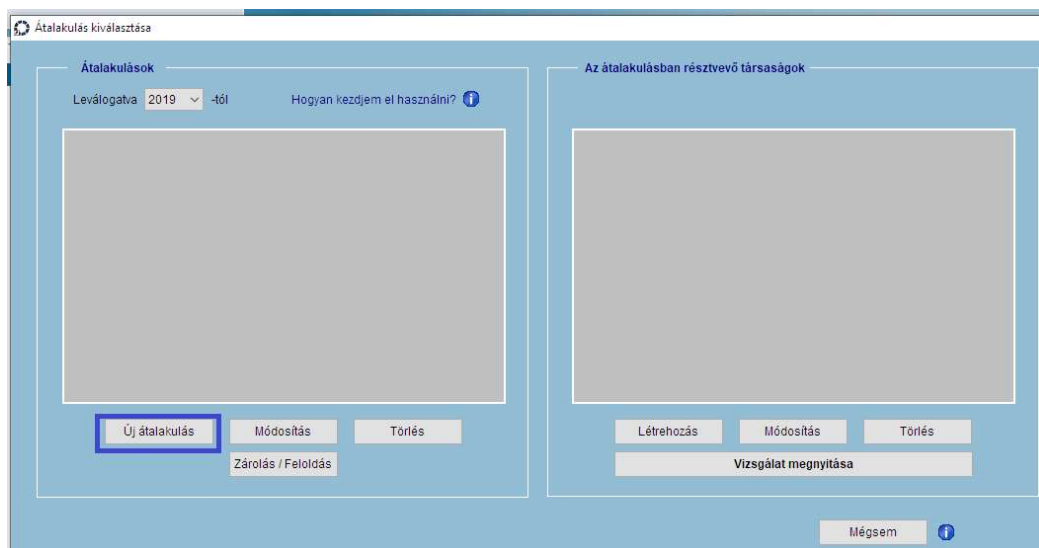 Átalakulás kiválasztása
Átalakulások
Leválogatva 2019 -tól Hogyan kezdjem el használni?
Új átalakulás Módosítás Törlés
Zárolás / Feloldás
Az átalakulásban résztvevő társaságok
Létrehozás Módosítás Törlés
Vizsgálat megnyitása
Mégsem